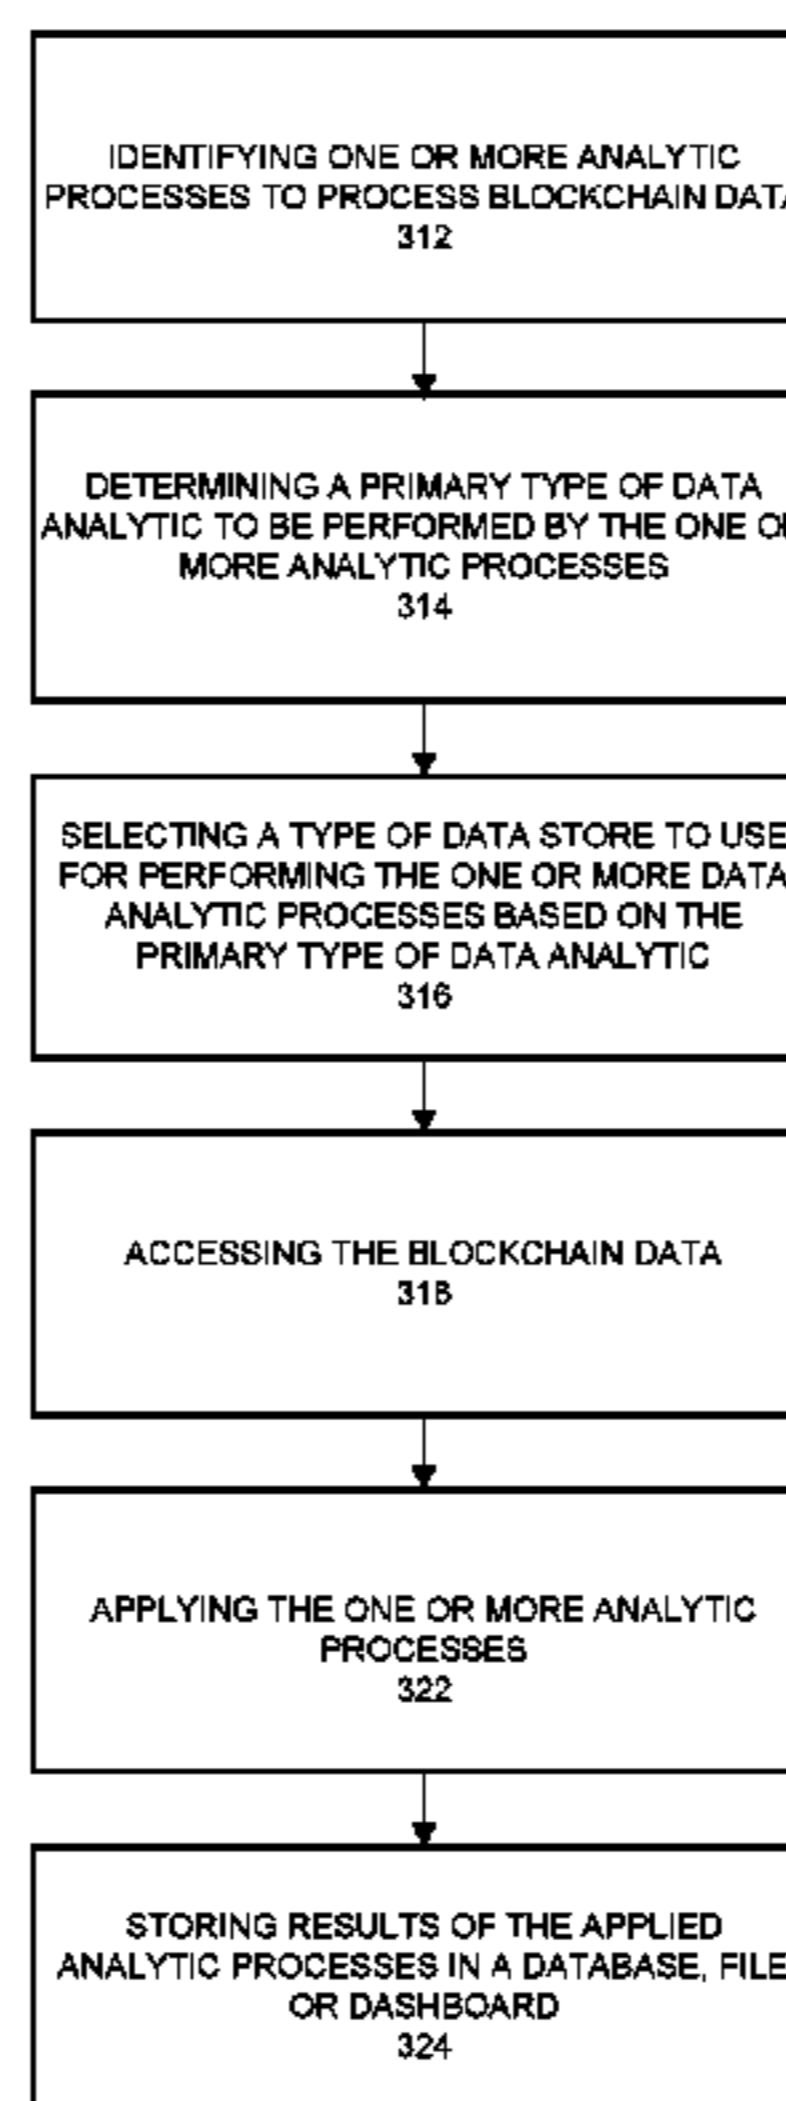 IDENTIFYING ONE OR MORE ANALYTIC
PROCESSES TO PROCESS BLOCKCHAIN DATA
312
DETERMINING A PRIMARY TYPE OF DATA
ANALYTIC TO BE PERFORMED BY THE ONE OR
MORE ANALYTIC PROCESSES
314
SELECTING A TYPE OF DATA STORE TO USE
FOR PERFORMING THE ONE OR MORE DATA
ANALYTIC PROCESSES BASED ON THE
PRIMARY TYPE OF DATA ANALYTIC
316
ACCESSING THE BLOCKCHAIN DATA
318
APPLYING THE ONE OR MORE ANALYTIC
PROCESSES
322
STORING RESULTS OF THE APPLIED
ANALYTIC PROCESSES IN A DATABASE, FILE
OR DASHBOARD
324